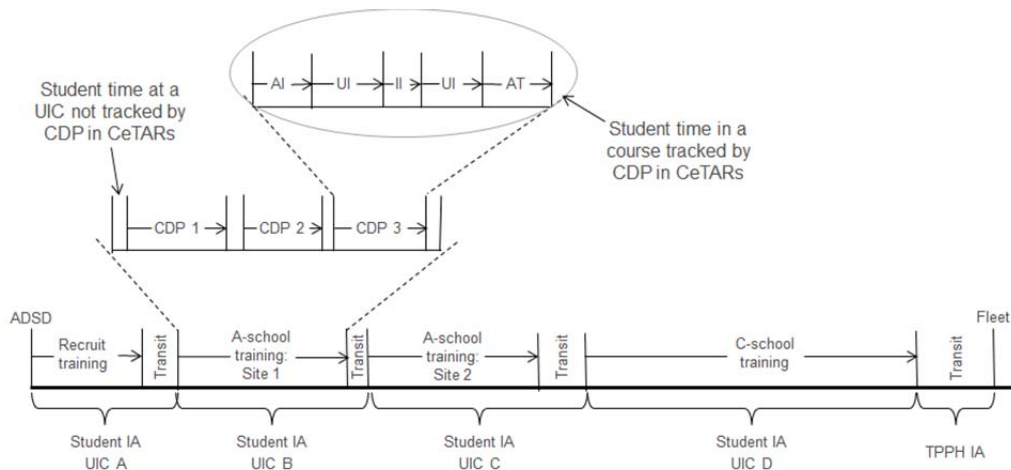 AI
UI
II
UI
AT
Student time at a
UIC not tracked by
CDP in CeTARs
Student time in a
course tracked by
CDP in CeTARs
CDP 1
CDP 2
CDP 3
ADSD
Fleet
Recruit
training
Transit
A-school
training:
Site 1
Transit
A-school
training:
Site 2
Transit
C-school
training
Transit
Student IA
UIC A
Student IA
UIC B
Student IA
UIC C
Student IA
UIC D
TPPH IA